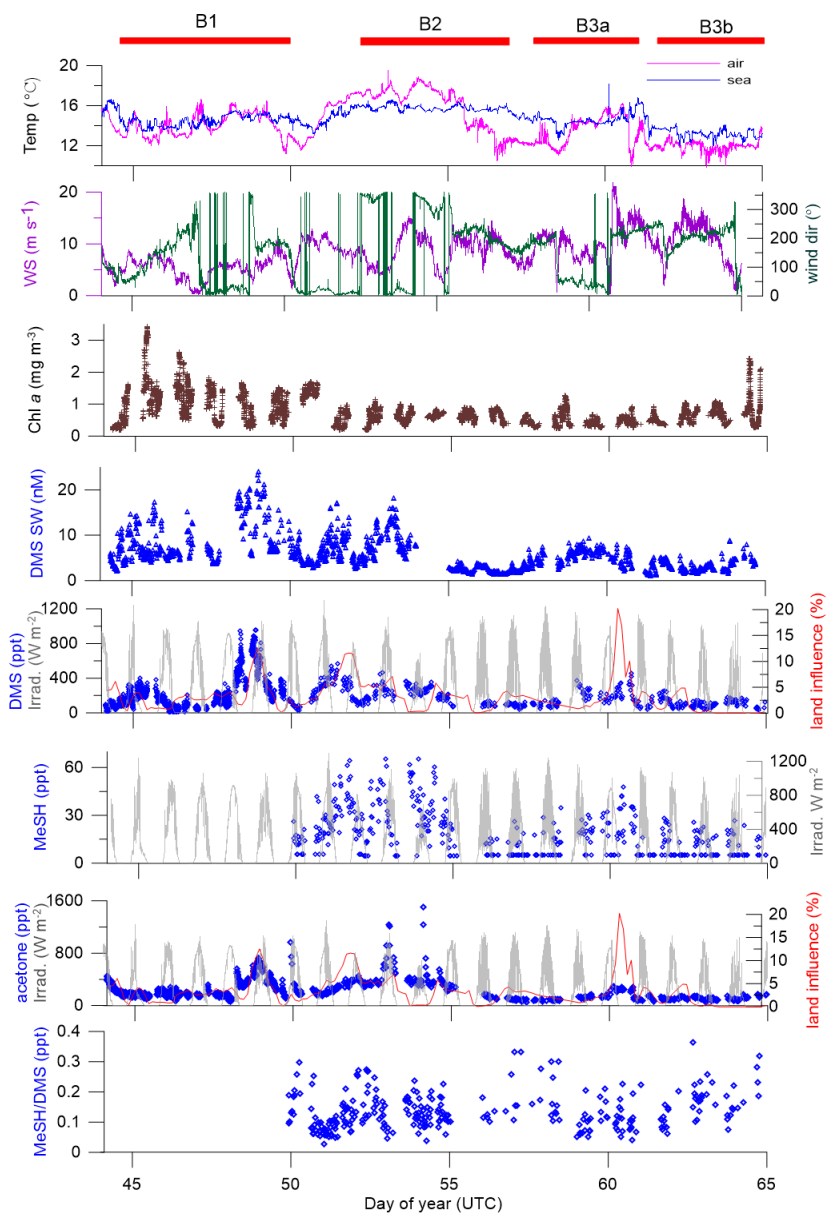 B1 B2 B3a B3b
air
sea
Temp (°C)
20
16
12
WS (m s-1)
20
10
0
wind dir (°)
300
200
100
0
Chl a (mg m-3)
3
2
1
0
DMS SW (nM)
20
10
0
DMS (ppt)
Irrad. (W m-2)
1200
800
400
0
land influence (%)
20
15
10
5
0
MeSH (ppt)
60
30
0
Irrad. W m-2)
1200
800
400
0
acetone (ppt)
Irrad. (W m-2)
1600
800
0
land influence (%)
20
15
10
5
0
MeSH/DMS (ppt)
0.4
0.3
0.2
0.1
0
45 50 55 60 65
Day of year (UTC)